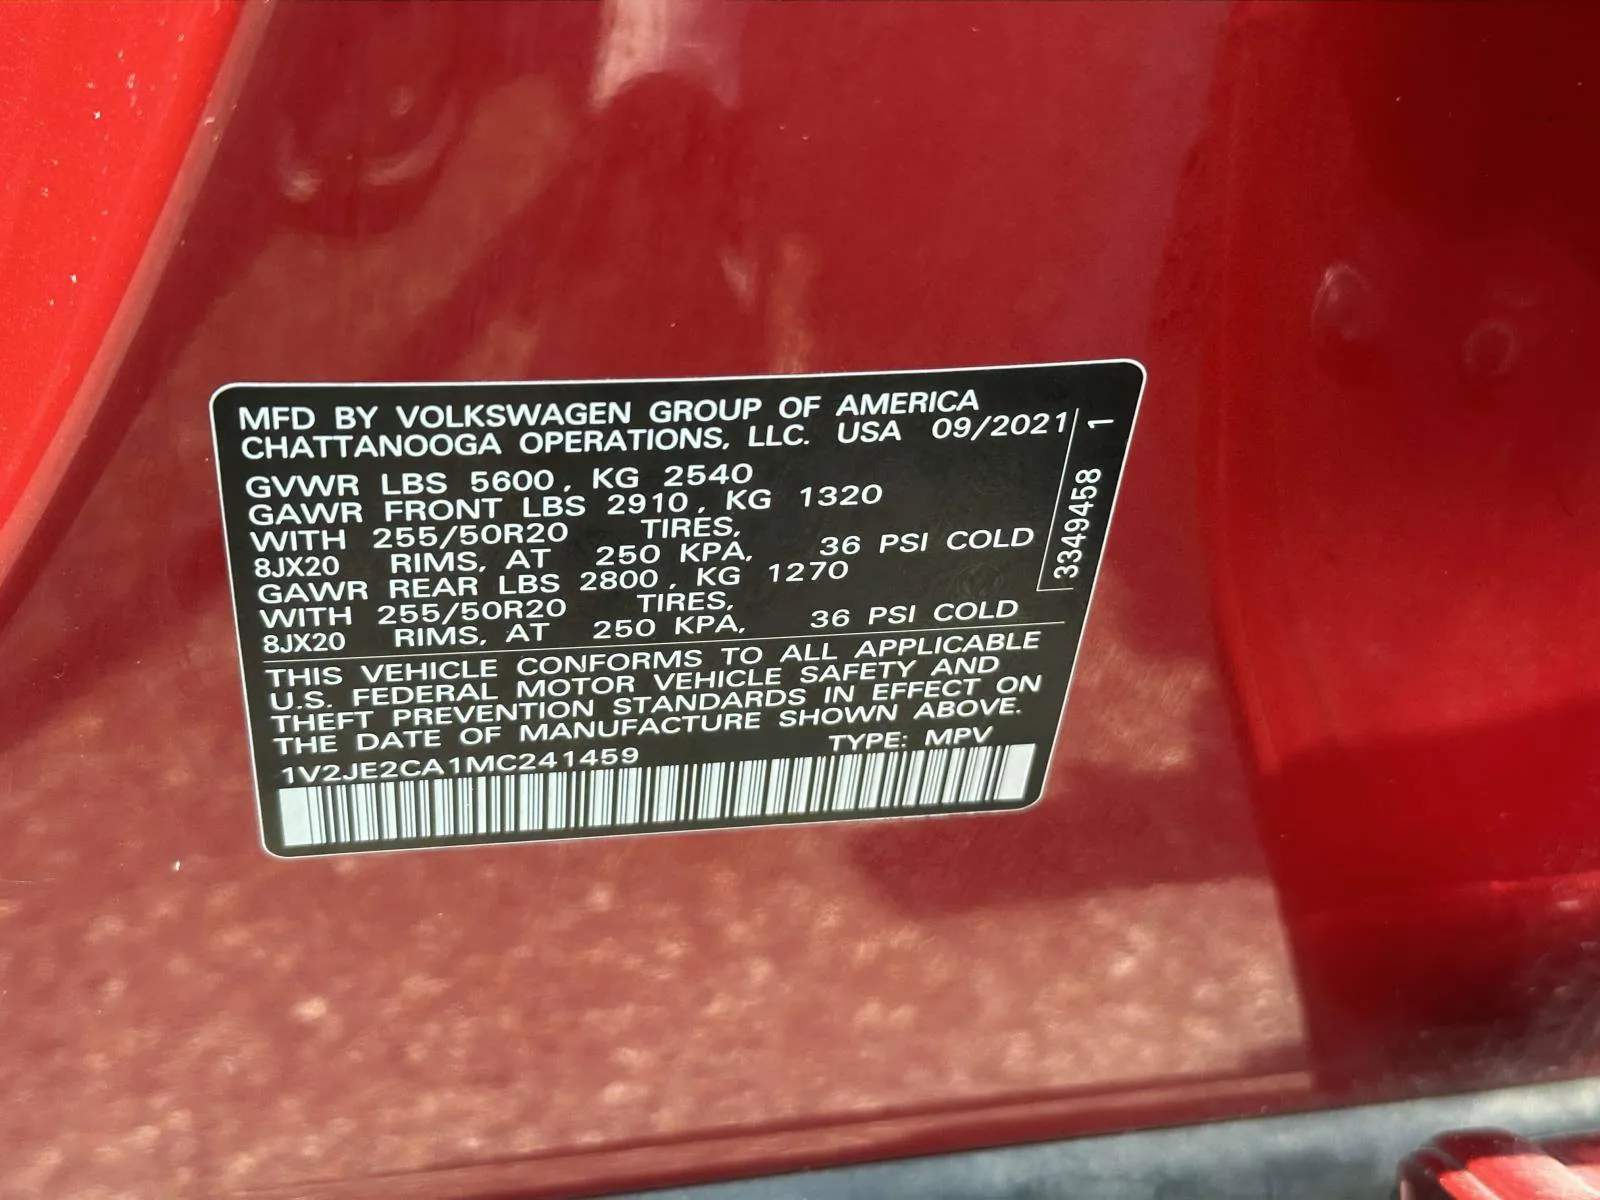 MFD BY VOLKSWAGEN GROUP OF AMERICA
CHATTANOOGA OPERATIONS, LLC. USA 09/2021
GVWR LBS 5600, KG 2540
GAWR FRONT LBS 2910, KG 1320
WITH 255/50R20 TIRES,
8JX20 RIMS, AT 250 KPA, 36 PSI COLD
GAWR REAR LBS 2800, KG 1270
WITH 255/50R20 TIRES,
8JX20 RIMS, AT 250 KPA, 36 PSI COLD
THIS VEHICLE CONFORMS TO ALL APPLICABLE
U.S. FEDERAL MOTOR VEHICLE SAFETY AND
THEFT PREVENTION STANDARDS IN EFFECT ON
THE DATE OF MANUFACTURE SHOWN ABOVE.
1V2JE2CA1MC241459 TYPE: MPV
3349458 1